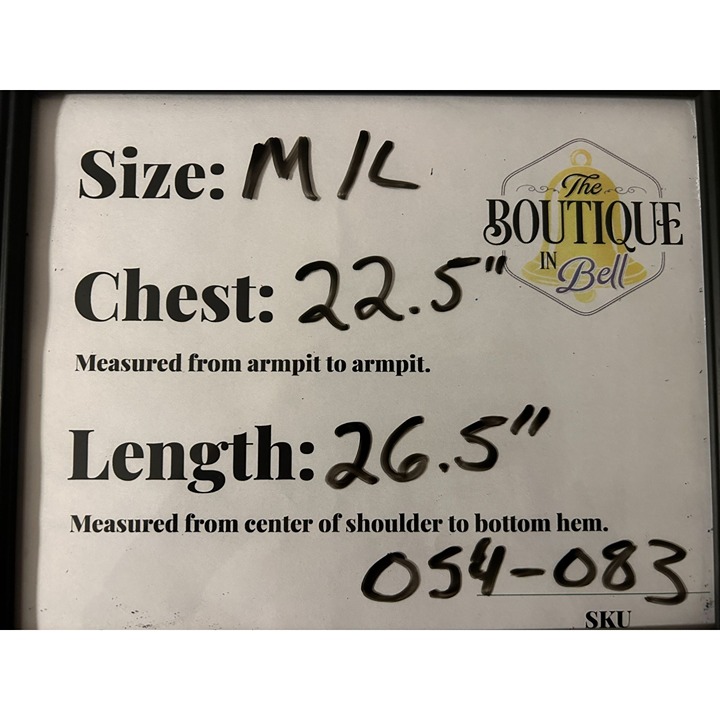 Size: M/L
The
BOUTIQUE
IN
Bell
Chest: 22.5"
Measured from armpit to armpit.
Length: 26.5"
Measured from center of shoulder to bottom hem.
054-083
SKU